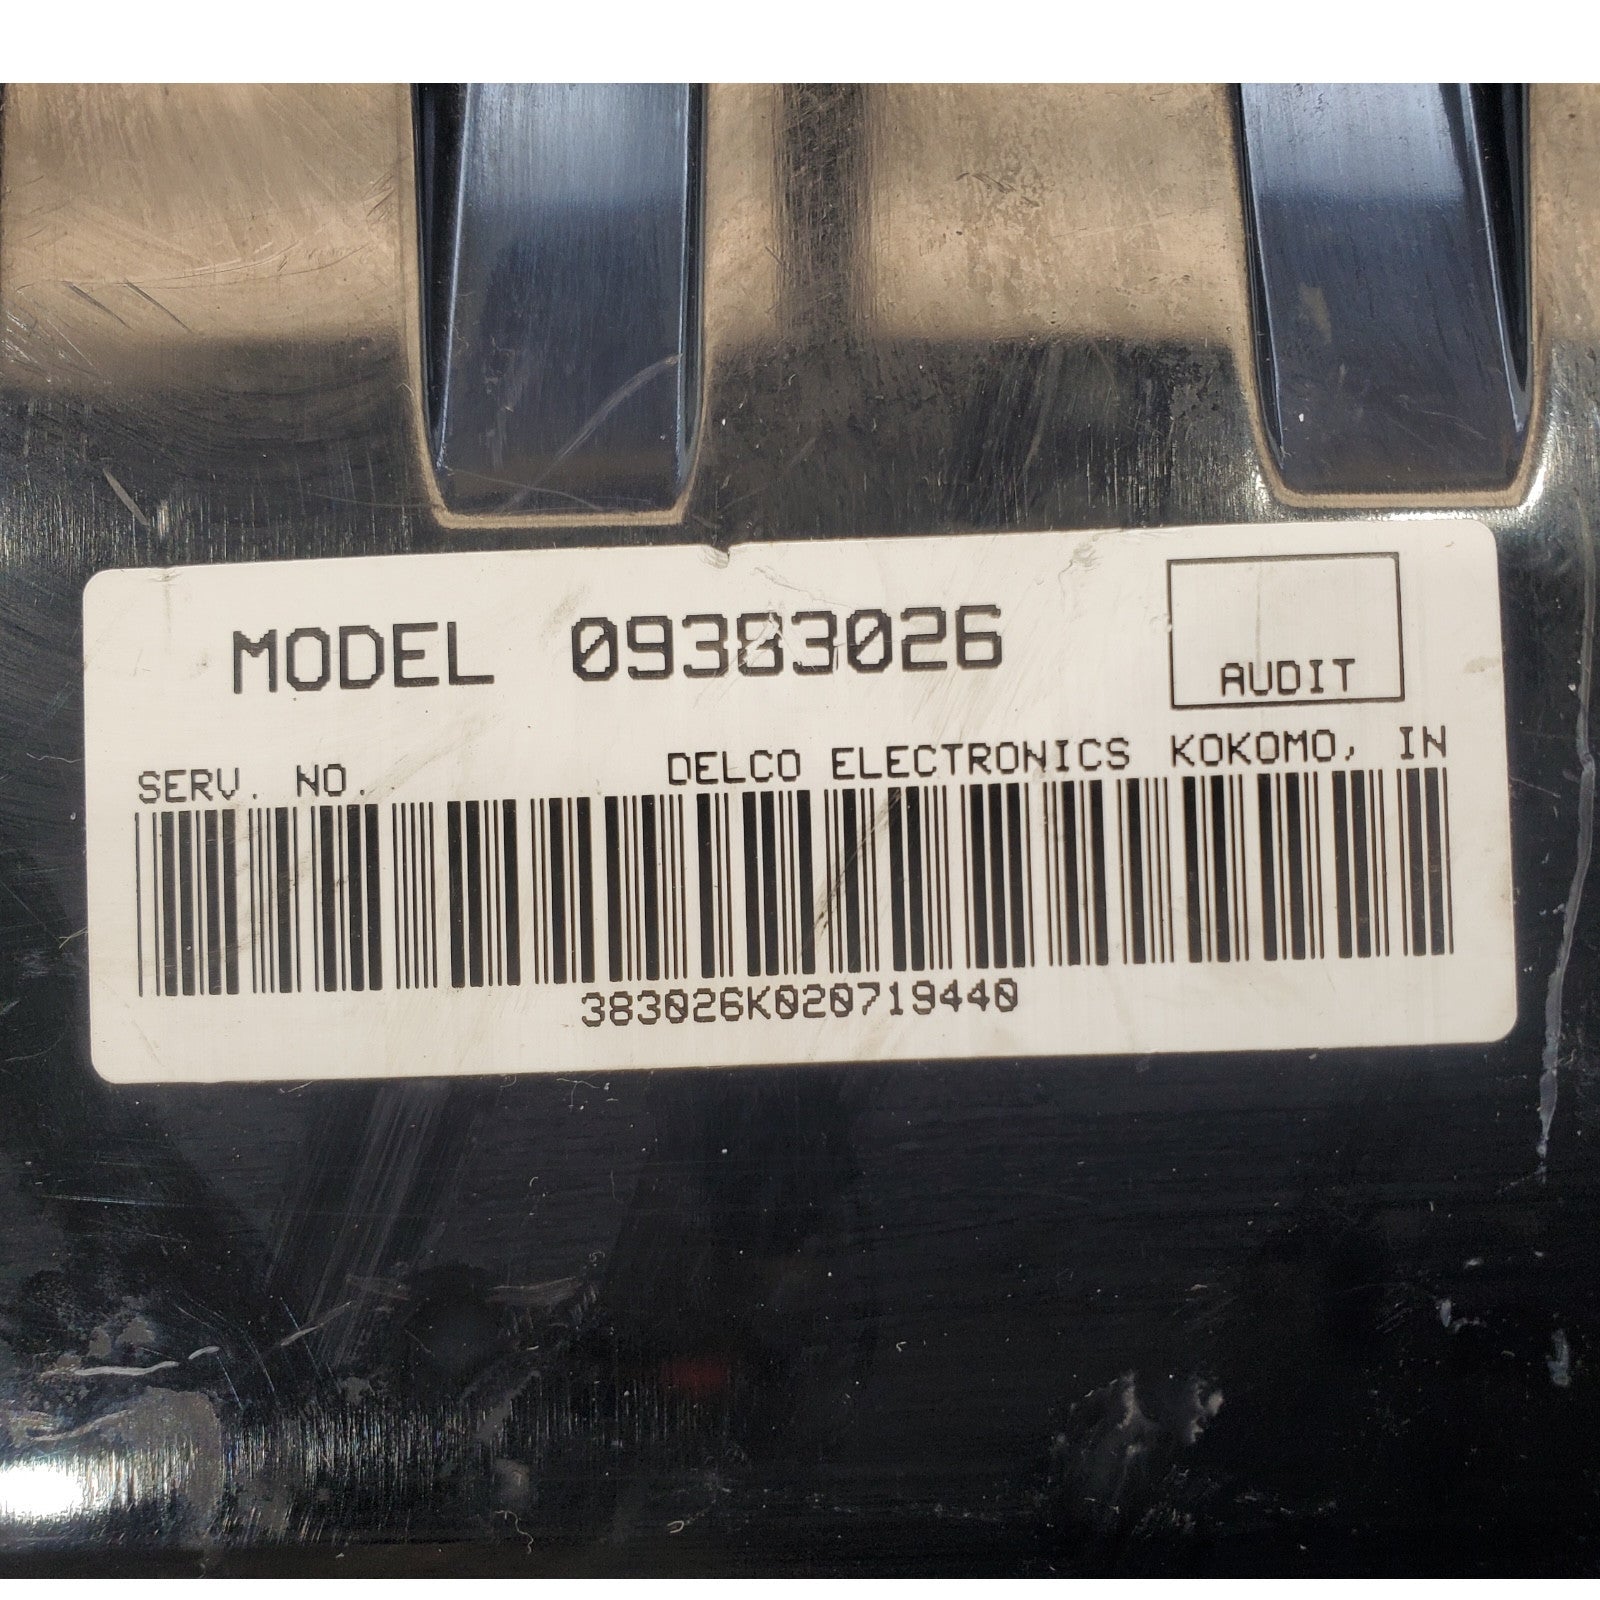 MODEL 09383026
AUDIT
SERV. NO. DELCO ELECTRONICS KOKOMO, IN
383026K020719440